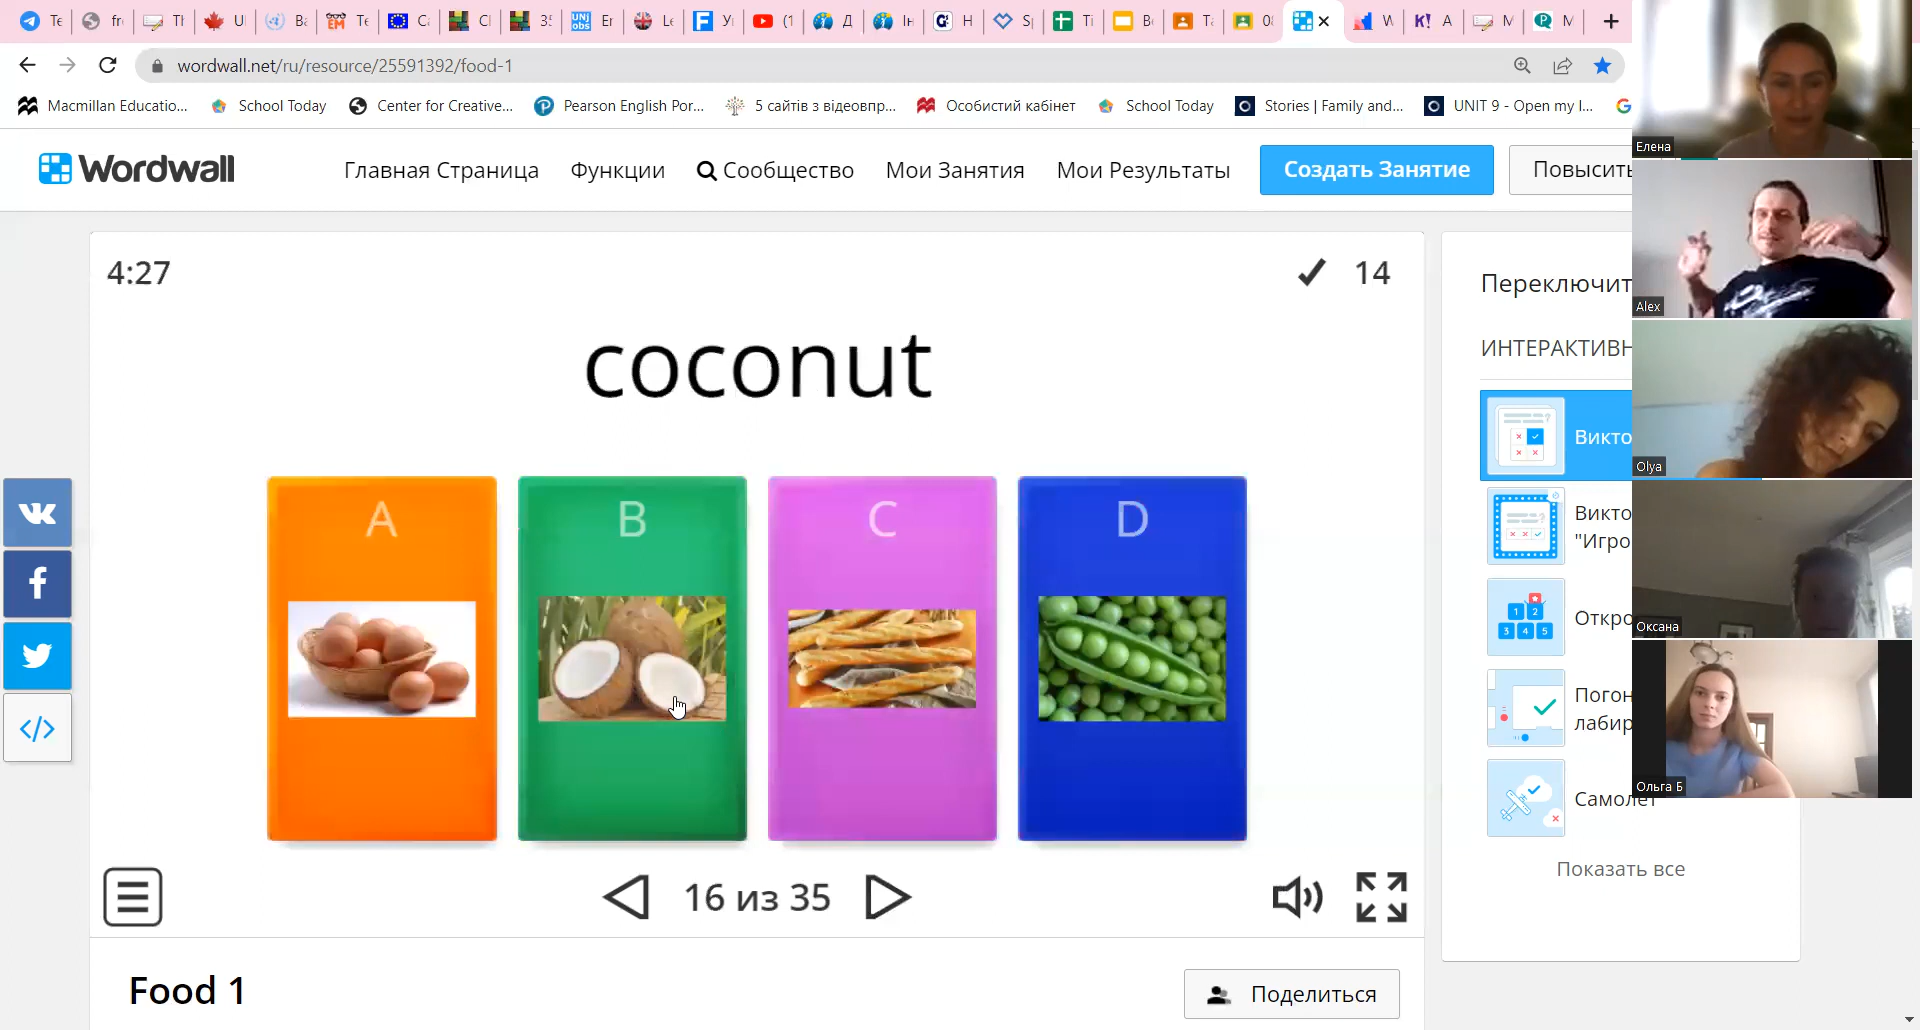 wordwall.net/ru/resource/25591392/food-1
Macmillan Educatio...
School Today
Center for Creative...
Pearson English Por...
5 сайтів з відеовпр...
Особистий кабінет
School Today
Stories | Family and...
UNIT 9 - Open my l...
Wordwall
Главная Страница
Функции
Сообщество
Мои Занятия
Мои Результаты
Создать Занятие
Повысить
4:27
14
coconut
A
B
C
D
16 из 35
Food 1
Поделиться
Переключит
ИНТЕРАКТИВН
Викто
Викто
"Игро
Откро
Погон
лабир
Самолет
Показать все
Елена
Alex
Olya
Оксана
Ольга Б